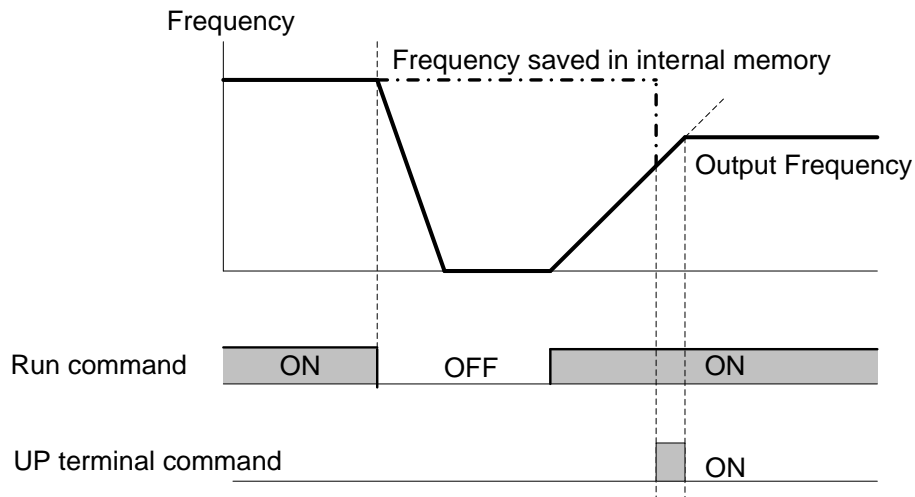 Frequency
Frequency saved in internal memory
Output Frequency
Run command
ON
OFF
ON
UP terminal command
ON